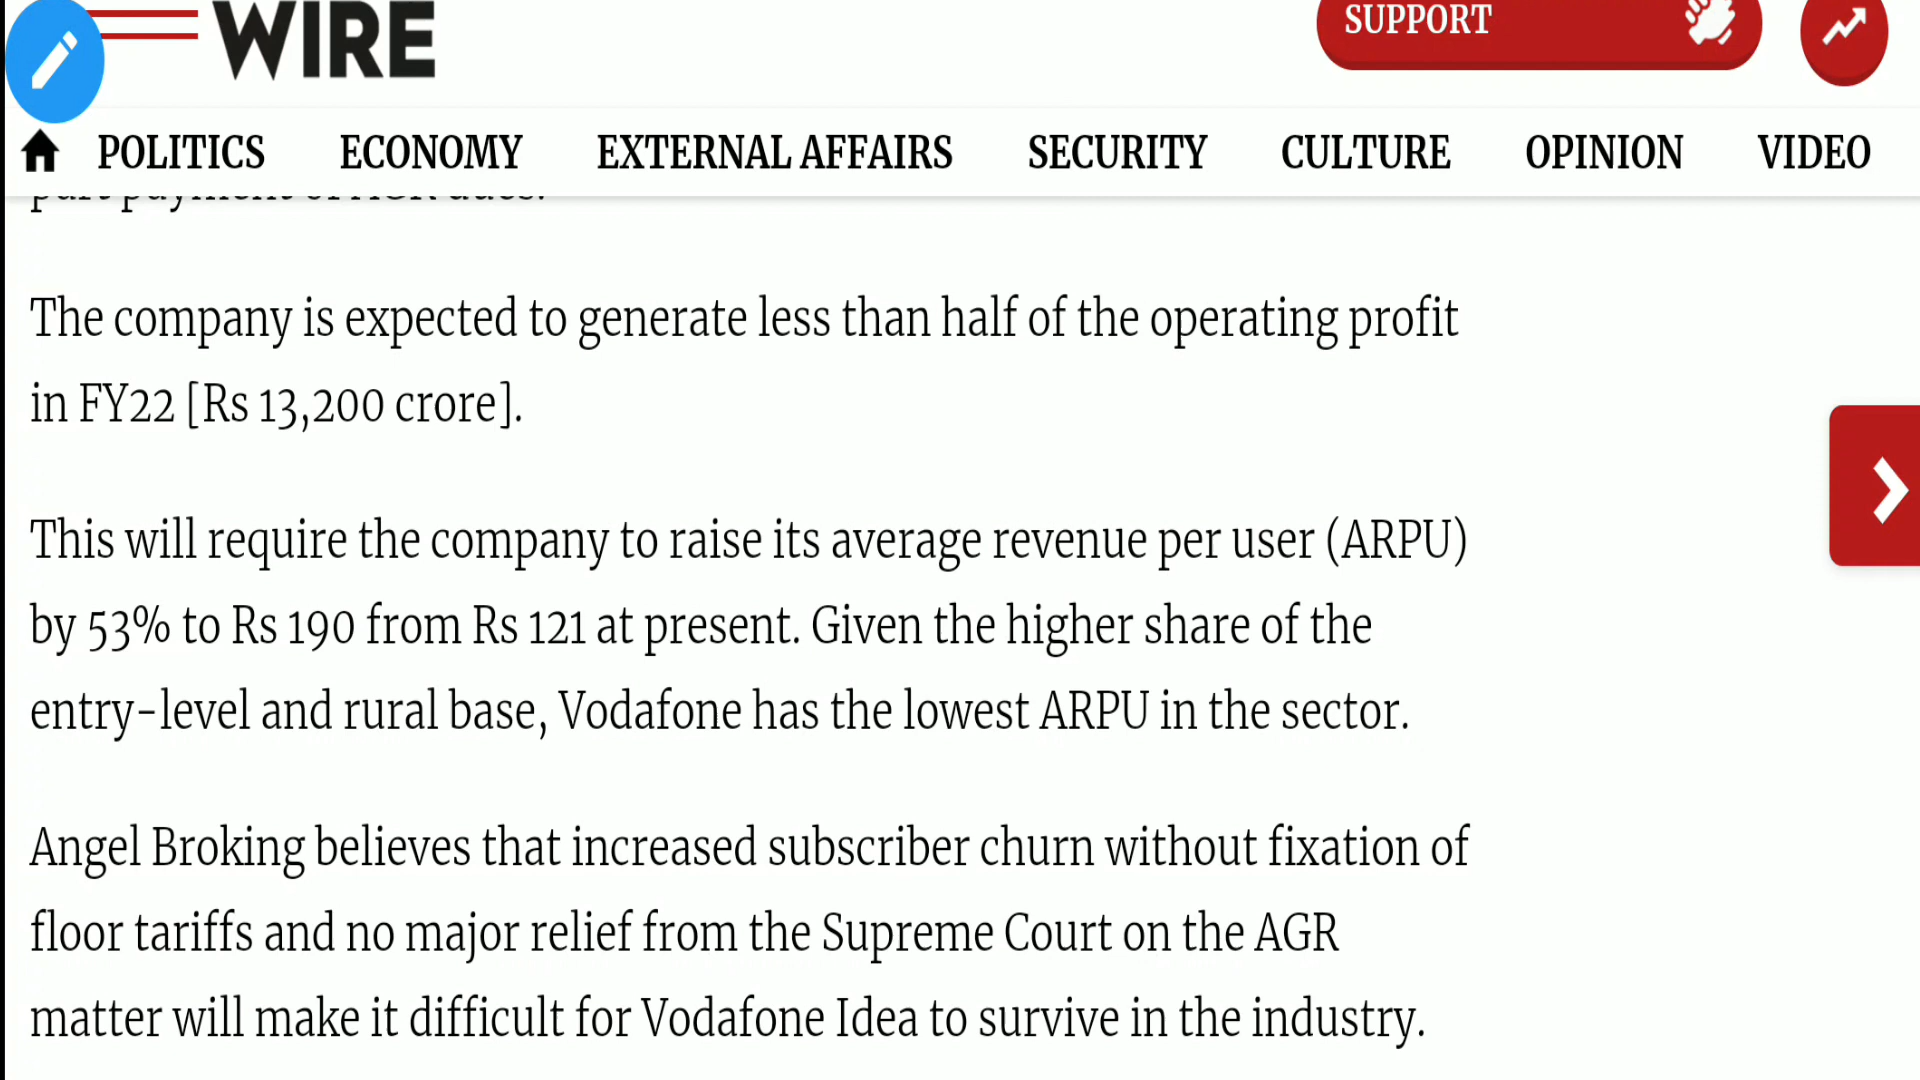 WIRE
SUPPORT
POLITICS ECONOMY EXTERNAL AFFAIRS SECURITY CULTURE OPINION VIDEO
part payment of AGR dues.
The company is expected to generate less than half of the operating profit
in FY22 [Rs 13,200 crore].
This will require the company to raise its average revenue per user (ARPU)
by 53% to Rs 190 from Rs 121 at present. Given the higher share of the
entry-level and rural base, Vodafone has the lowest ARPU in the sector.
Angel Broking believes that increased subscriber churn without fixation of
floor tariffs and no major relief from the Supreme Court on the AGR
matter will make it difficult for Vodafone Idea to survive in the industry.